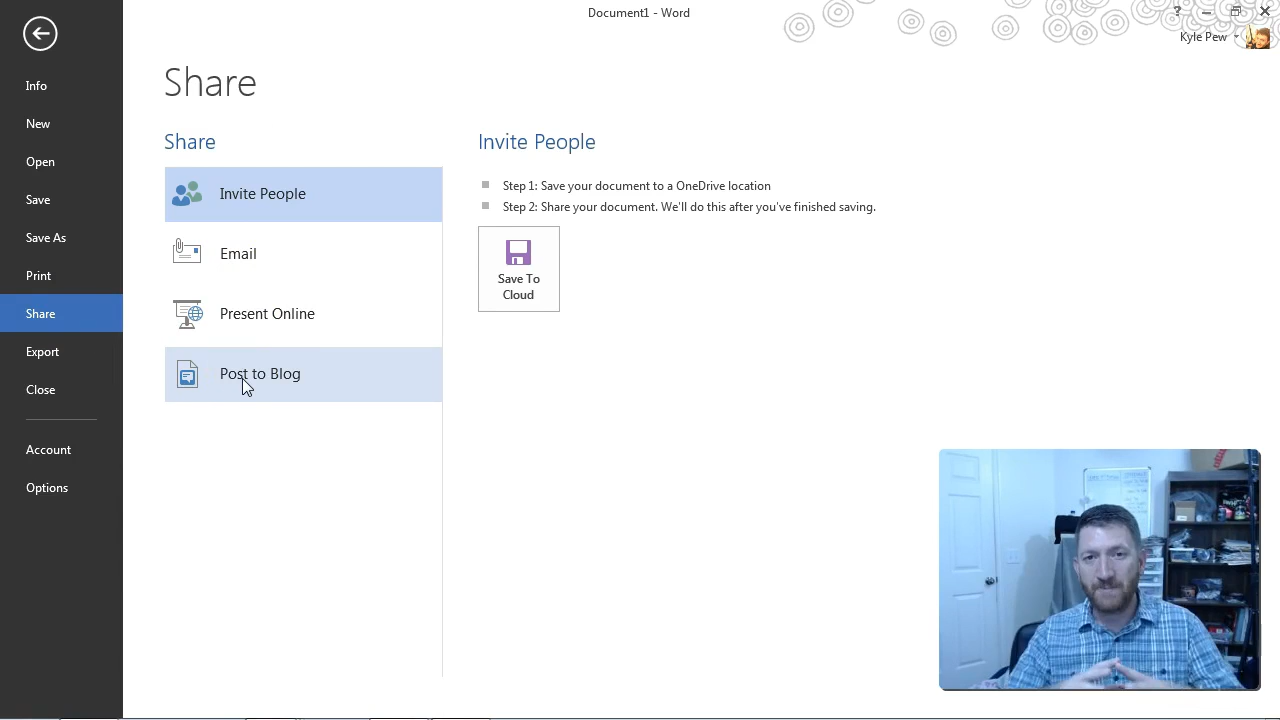 Document1 - Word
?
Kyle Pew
Info
New
Open
Save
Save As
Print
Share
Export
Close
Account
Options
Share
Share
Invite People
Email
Present Online
Post to Blog
Invite People
Step 1: Save your document to a OneDrive location
Step 2: Share your document. We'll do this after you've finished saving.
Save To
Cloud